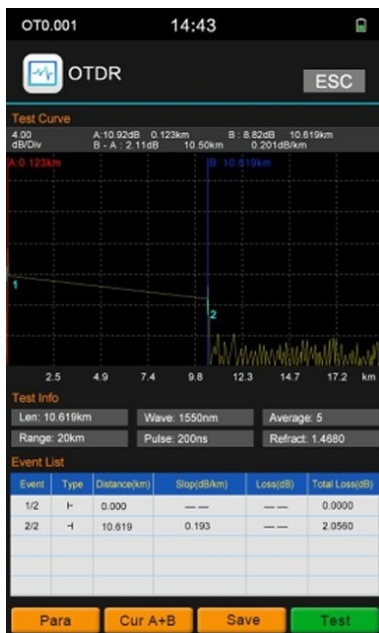 OT0.001 14:43
OTDR
ESC
Test Curve
4.00 A:10.92dB 0.123km B : 8.82dB 10.619km
dB/Div B - A : 2.11dB 10.50km 0.201dB/km
A:0.123km B: 10.619km
1
2
2.5 4.9 7.4 9.8 12.3 14.7 17.2 km
Test Info
Len: 10.619km Wave: 1550nm Average: 5
Range: 20km Pulse: 200ns Refract: 1.4680
Event List
Event Type Distance(km) Slop(dB/km) Loss(dB) Total Loss(dB)
1/2 0.000 — — — — 0.0000
2/2 10.619 0.193 — — 2.0560
Para Cur A+B Save Test